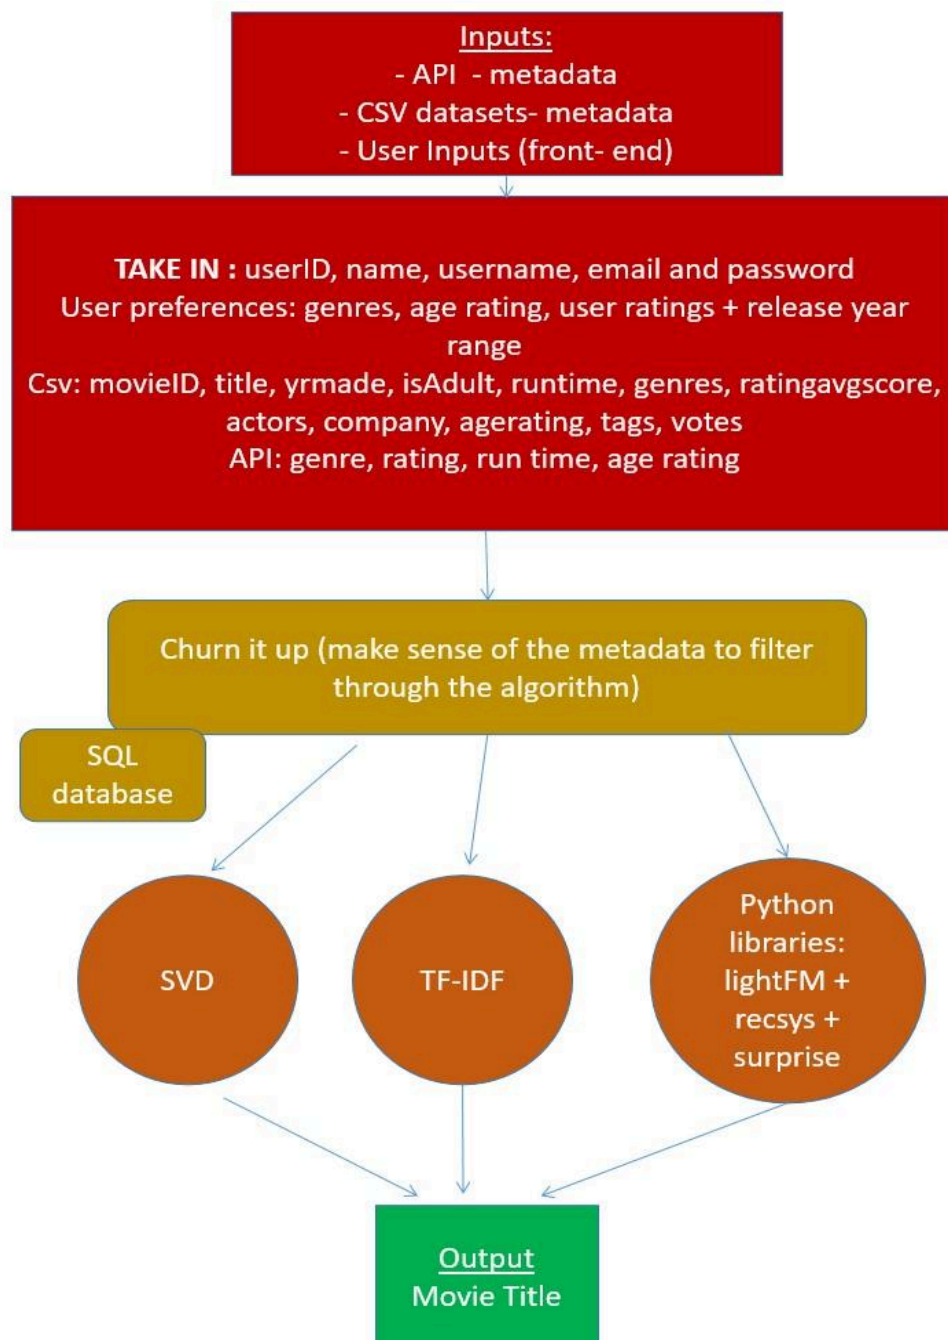 Inputs:
- API  - metadata
- CSV datasets- metadata
- User Inputs (front- end)
TAKE IN : userID, name, username, email and password
User preferences: genres, age rating, user ratings + release year
range
Csv: movieID, title, yrmade, isAdult, runtime, genres, ratingavgscore,
actors, company, agerating, tags, votes
API: genre, rating, run time, age rating
Churn it up (make sense of the metadata to filter
through the algorithm)
SQL
database
SVD
TF-IDF
Python
libraries:
lightFM +
recsys +
surprise
Output
Movie Title